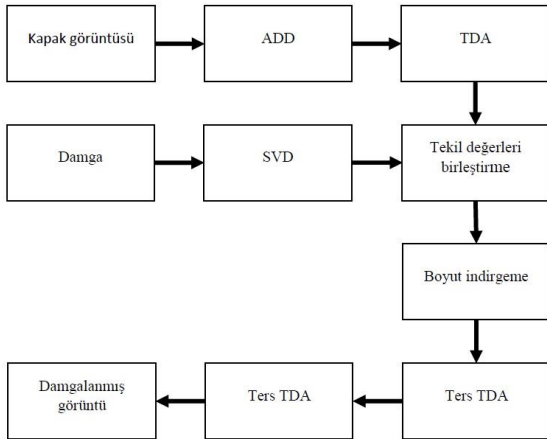 Kapak görüntüsü
ADD
TDA
Damga
SVD
Tekil değerleri
birleştirme
Boyut indirgeme
Damgalanmış
görüntü
Ters TDA
Ters TDA